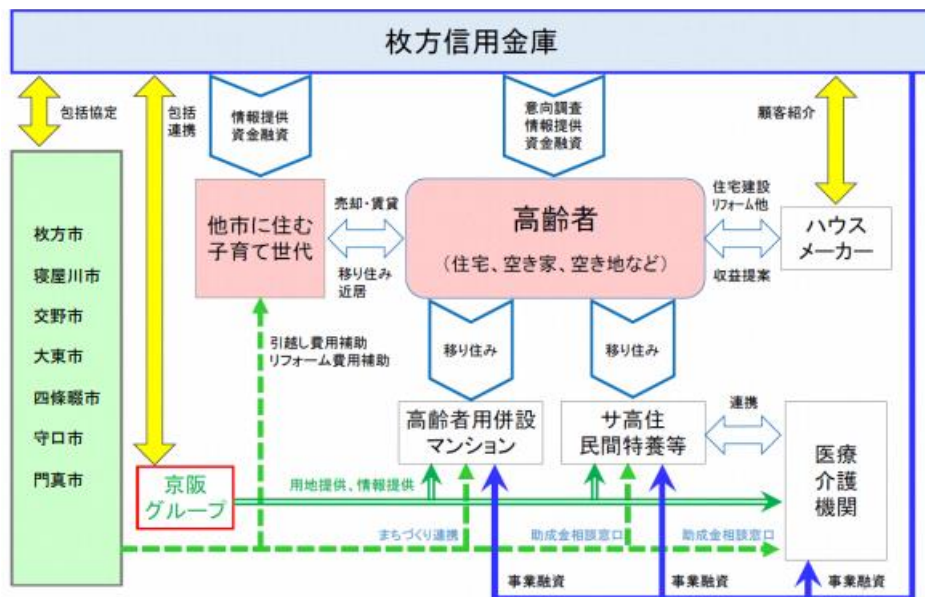 枚方信用金庫
包括協定
包括
連携
情報提供
資金融資
意向調査
情報提供
資金融資
顧客紹介
枚方市
寝屋川市
交野市
大東市
四條畷市
守口市
門真市
他市に住む
子育て世代
売却・賃貸
移り住み
近居
高齢者
（住宅、空き家、空き地など）
住宅建設
リフォーム他
収益提案
ハウス
メーカー
引越し費用補助
リフォーム費用補助
移り住み
移り住み
高齢者用併設
マンション
サ高住
民間特養等
連携
医療
介護
機関
京阪
グループ
用地提供、情報提供
まちづくり連携
助成金相談窓口
助成金相談窓口
事業融資
事業融資
事業融資